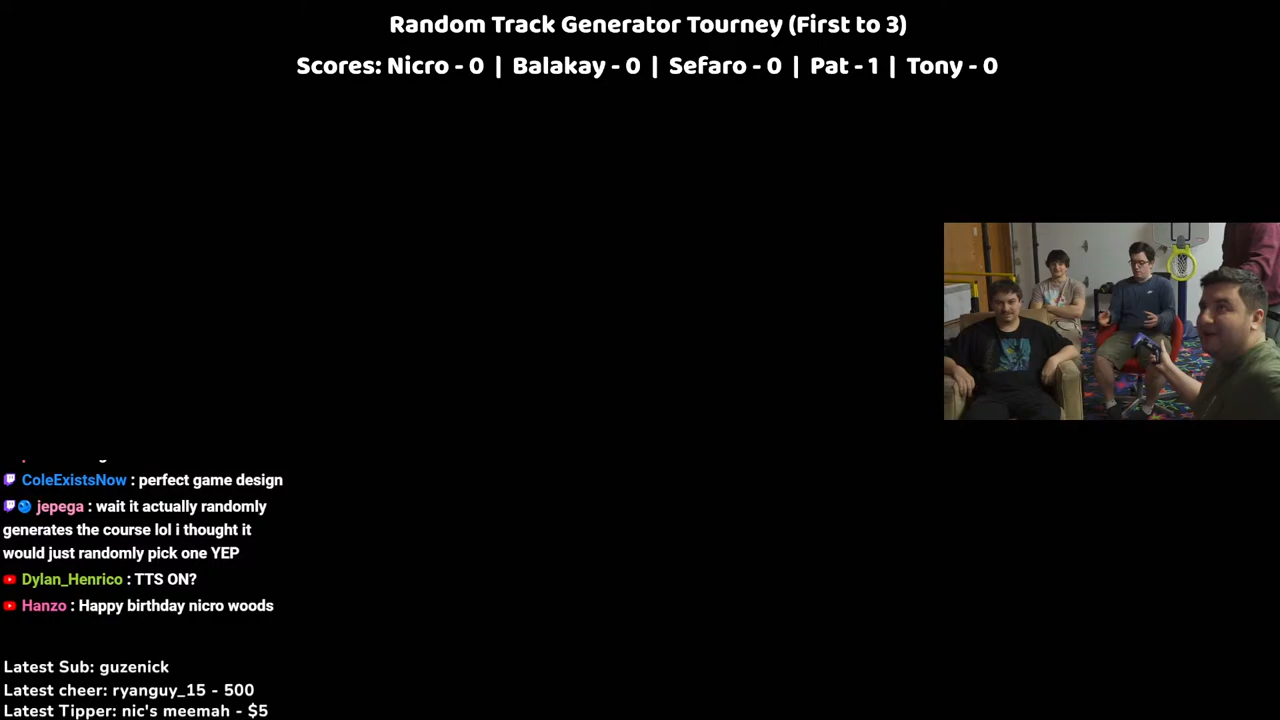 Random Track Generator Tourney (First to 3)
Scores: Nicro - 0 | Balakay - 0 | Sefaro - 0 | Pat - 1 | Tony - 0
ColeExistsNow : perfect game design
jepega : wait it actually randomly
generates the course lol i thought it
would just randomly pick one YEP
Dylan_Henrico : TTS ON?
Hanzo : Happy birthday nicro woods
Latest Sub: guzenick
Latest cheer: ryanguy_15 - 500
Latest Tipper: nic's meemah - $5